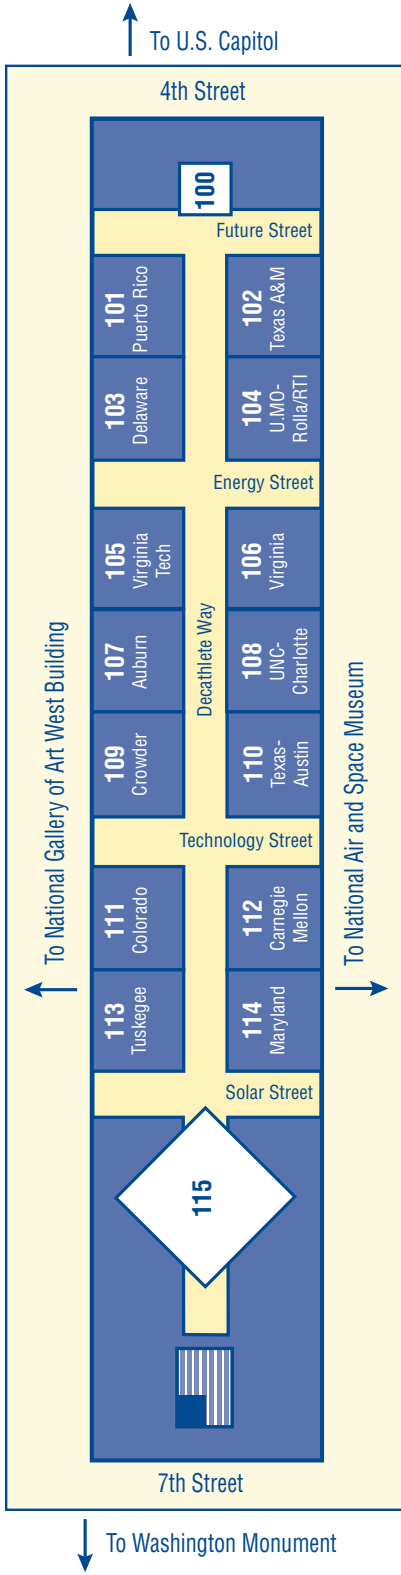 To U.S. Capitol
4th Street
100
Future Street
101
Puerto Rico
102
Texas A&M
103
Delaware
104
U.MO-
Rolla/RTI
Energy Street
105
Virginia
Tech
106
Virginia
To National Gallery of Art West Building
Decathlete Way
107
Auburn
108
UNC-
Charlotte
To National Air and Space Museum
109
Crowder
110
Texas-
Austin
Technology Street
111
Colorado
112
Carnegie
Mellon
113
Tuskegee
114
Maryland
Solar Street
115
7th Street
To Washington Monument